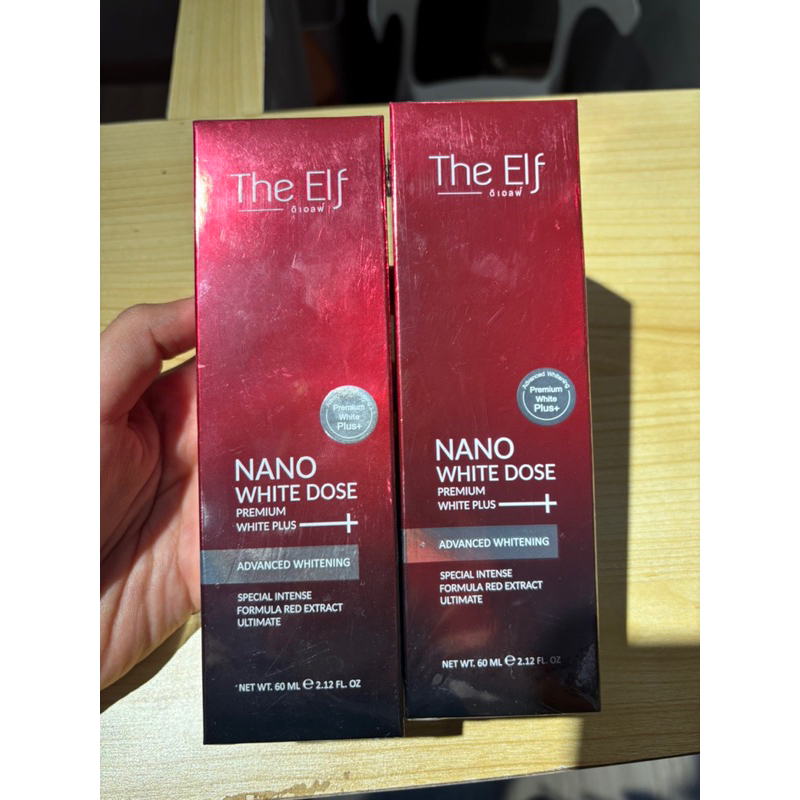 The Elf
ดิเอลฟ์
Premium
White
Plus+
NANO
WHITE DOSE
PREMIUM
WHITE PLUS
ADVANCED WHITENING
SPECIAL INTENSE
FORMULA RED EXTRACT
ULTIMATE
NET WT. 60 ML ℮ 2.12 FL. OZ
The Elf
ดิเอลฟ์
Advanced Whitening
Premium
White
Plus+
NANO
WHITE DOSE
PREMIUM
WHITE PLUS
ADVANCED WHITENING
SPECIAL INTENSE
FORMULA RED EXTRACT
ULTIMATE
NET WT. 60 ML ℮ 2.12 FL. OZ